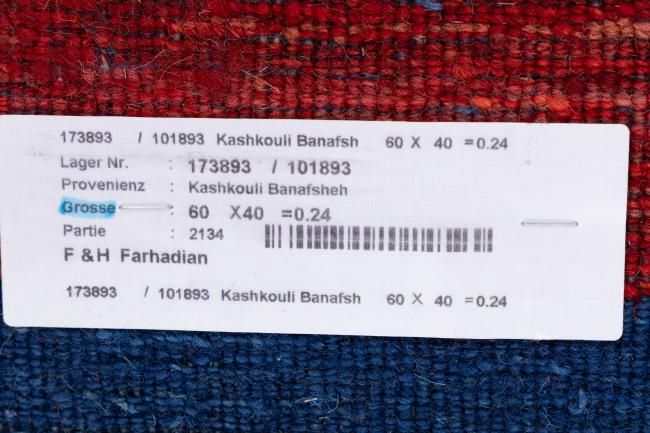 173893 / 101893 Kashkouli Banafsh 60 X 40 =0.24
Lager Nr. : 173893 / 101893
Provenienz : Kashkouli Banafsheh
Grosse : 60 X40 =0.24
Partie : 2134
F &H Farhadian
173893 / 101893 Kashkouli Banafsh 60 X 40 =0.24